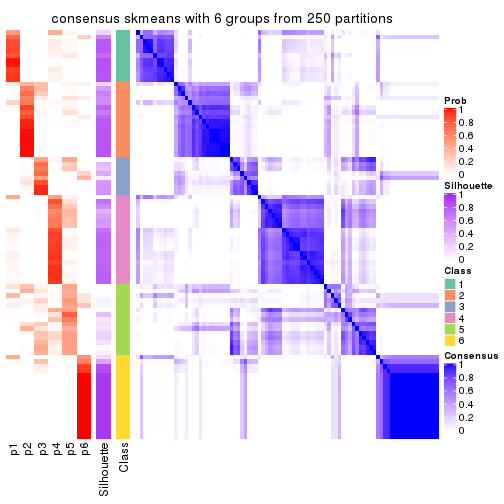 consensus skmeans with 6 groups from 250 partitions
Prob
1
0.8
0.6
0.4
0.2
0
Silhouette
1
0.8
0.6
0.4
0.2
0
Class
1
2
3
4
5
6
Consensus
1
0.8
0.6
0.4
0.2
0
p1
p2
p3
p4
p5
p6
Silhouette
Class